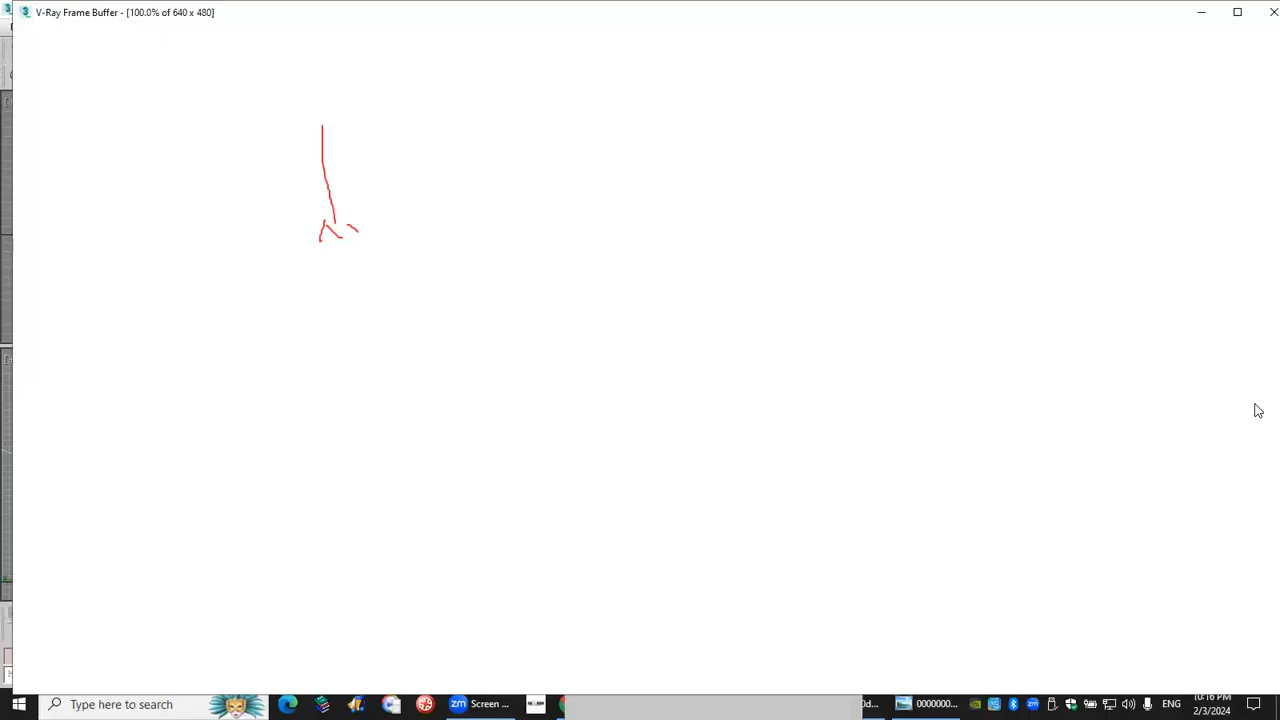 V-Ray Frame Buffer - [100.0% of 640 x 480]
Type here to search
Screen ...
0000000...
ENG
10:16 PM
2/3/2024